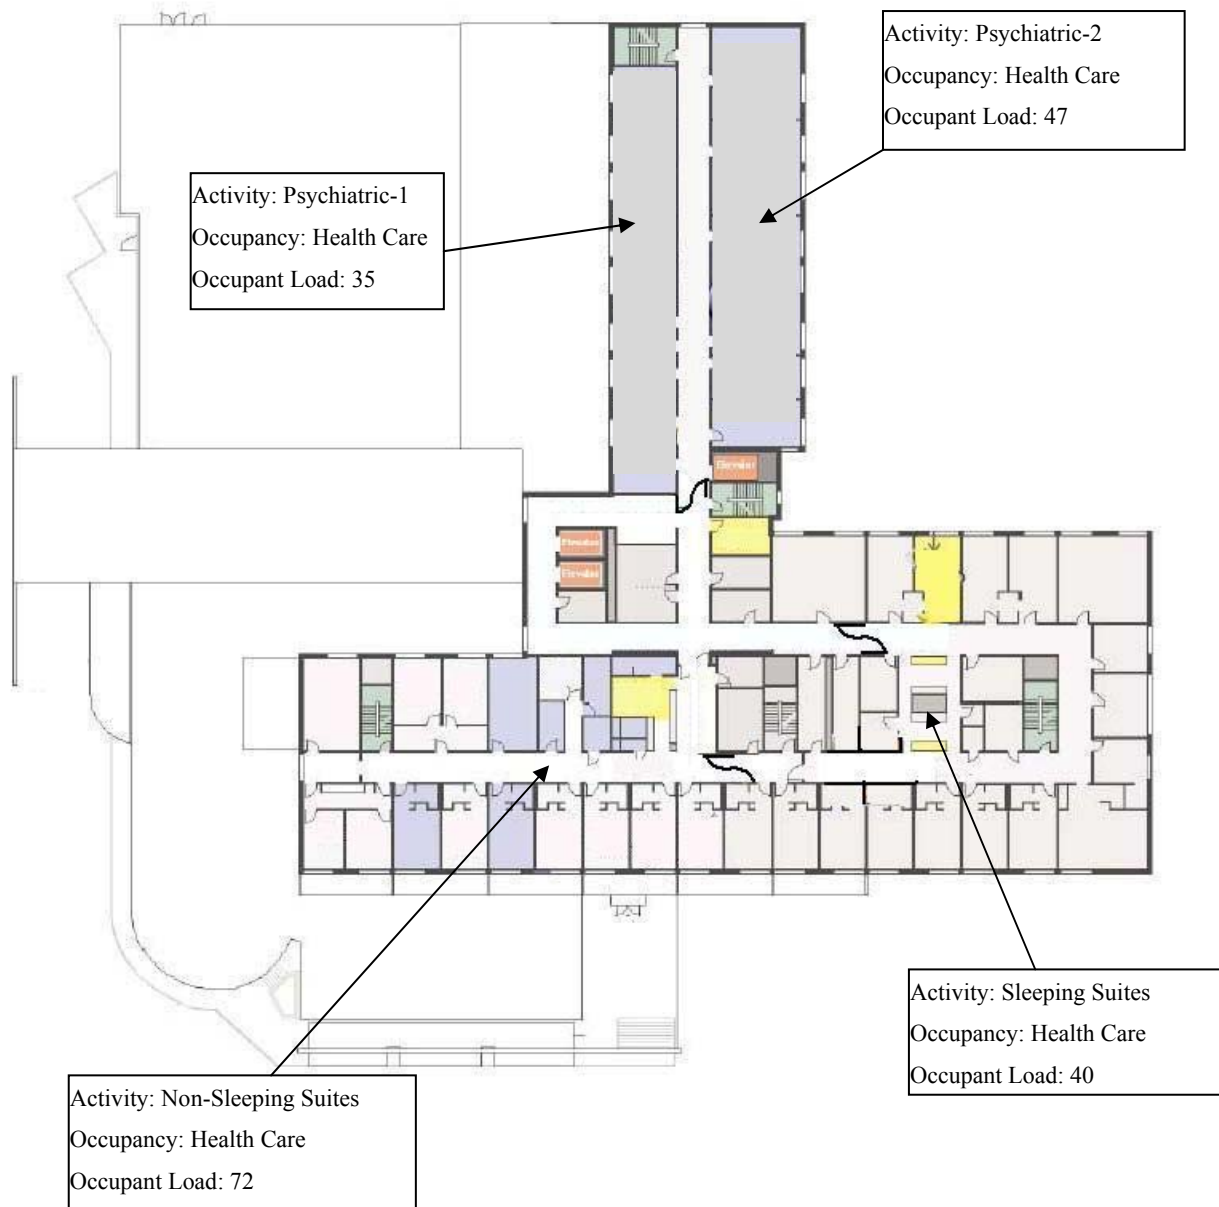 Activity: Psychiatric-2
Occupancy: Health Care
Occupant Load: 47
Activity: Psychiatric-1
Occupancy: Health Care
Occupant Load: 35
Elevator
Elevator
Elevator
Activity: Sleeping Suites
Occupancy: Health Care
Occupant Load: 40
Activity: Non-Sleeping Suites
Occupancy: Health Care
Occupant Load: 72